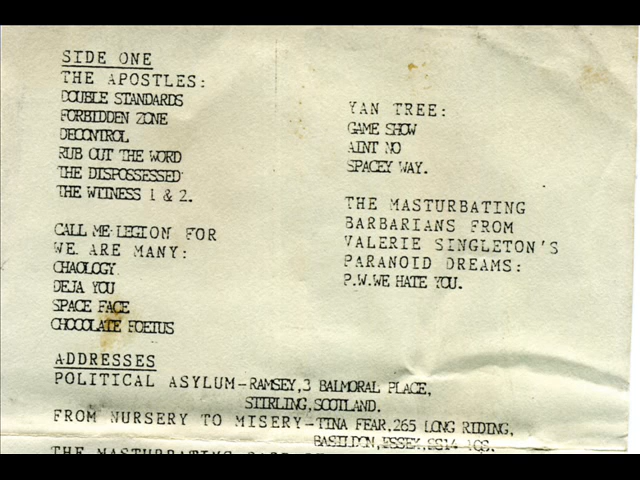 SIDE ONE
THE APOSTLES:
DOUBLE STANDARDS
FORBIDDEN ZONE
DECONTROL
RUB OUT THE WORD
THE DISPOSSESSED
THE WITNESS 1 & 2.
CALL ME LEGION FOR
WE ARE MANY:
CHAOLOGY
DEJA YOU
SPACE FACE
CHOCOLATE FOETUS
YAN TREE:
GAME SHOW
AINT NO
SPACEY WAY.
THE MASTURBATING
BARBARIANS FROM
VALERIE SINGLETON'S
PARANOID DREAMS:
P.W.WE HATE YOU.
ADDRESSES
POLITICAL ASYLUM-RAMSEY,3 BALMORAL PLACE,
STIRLING,SCOTLAND.
FROM NURSERY TO MISERY-TINA FEAR,265 LONG RIDING,
BASILDON,ESSEX,SS14
THE MASTURBATING